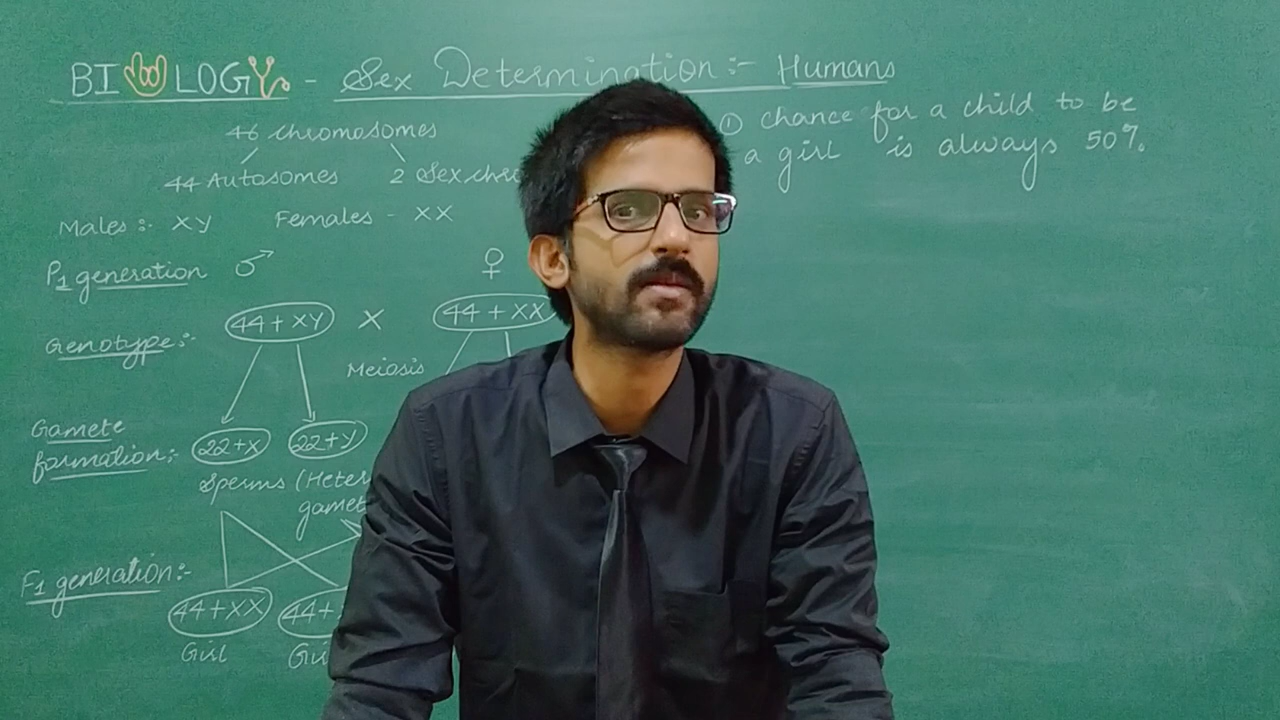 BIOLOGY - Sex Determination:- Humans
46 chromosomes
44 Autosomes 2 Sex chro
Males :- XY Females - XX
P1 generation ♂ ♀
Genotype:- 44 + XY X 44 + XX
Meiosis
Gamete
formation:- 22+X 22+Y
Sperms (Heter
gamet
F1 generation:-
44+XX 44+
Girl Gi
① chance for a child to be
a girl is always 50%.